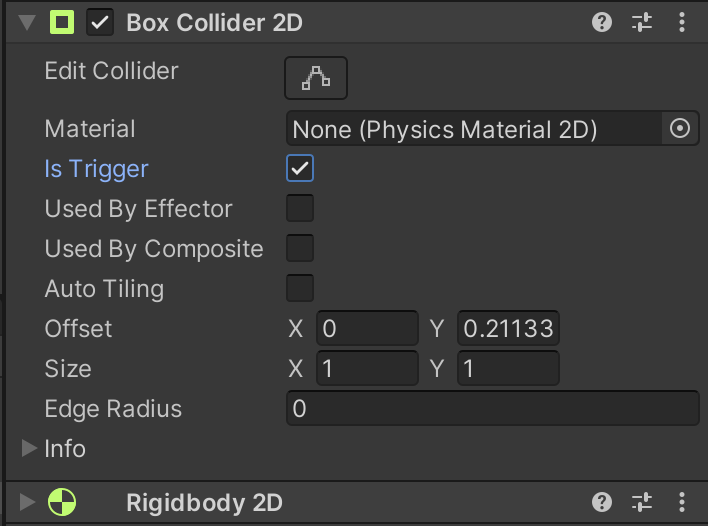 Box Collider 2D
Edit Collider
Material None (Physics Material 2D)
Is Trigger
Used By Effector
Used By Composite
Auto Tiling
Offset X 0 Y 0.21133
Size X 1 Y 1
Edge Radius 0
Info
Rigidbody 2D